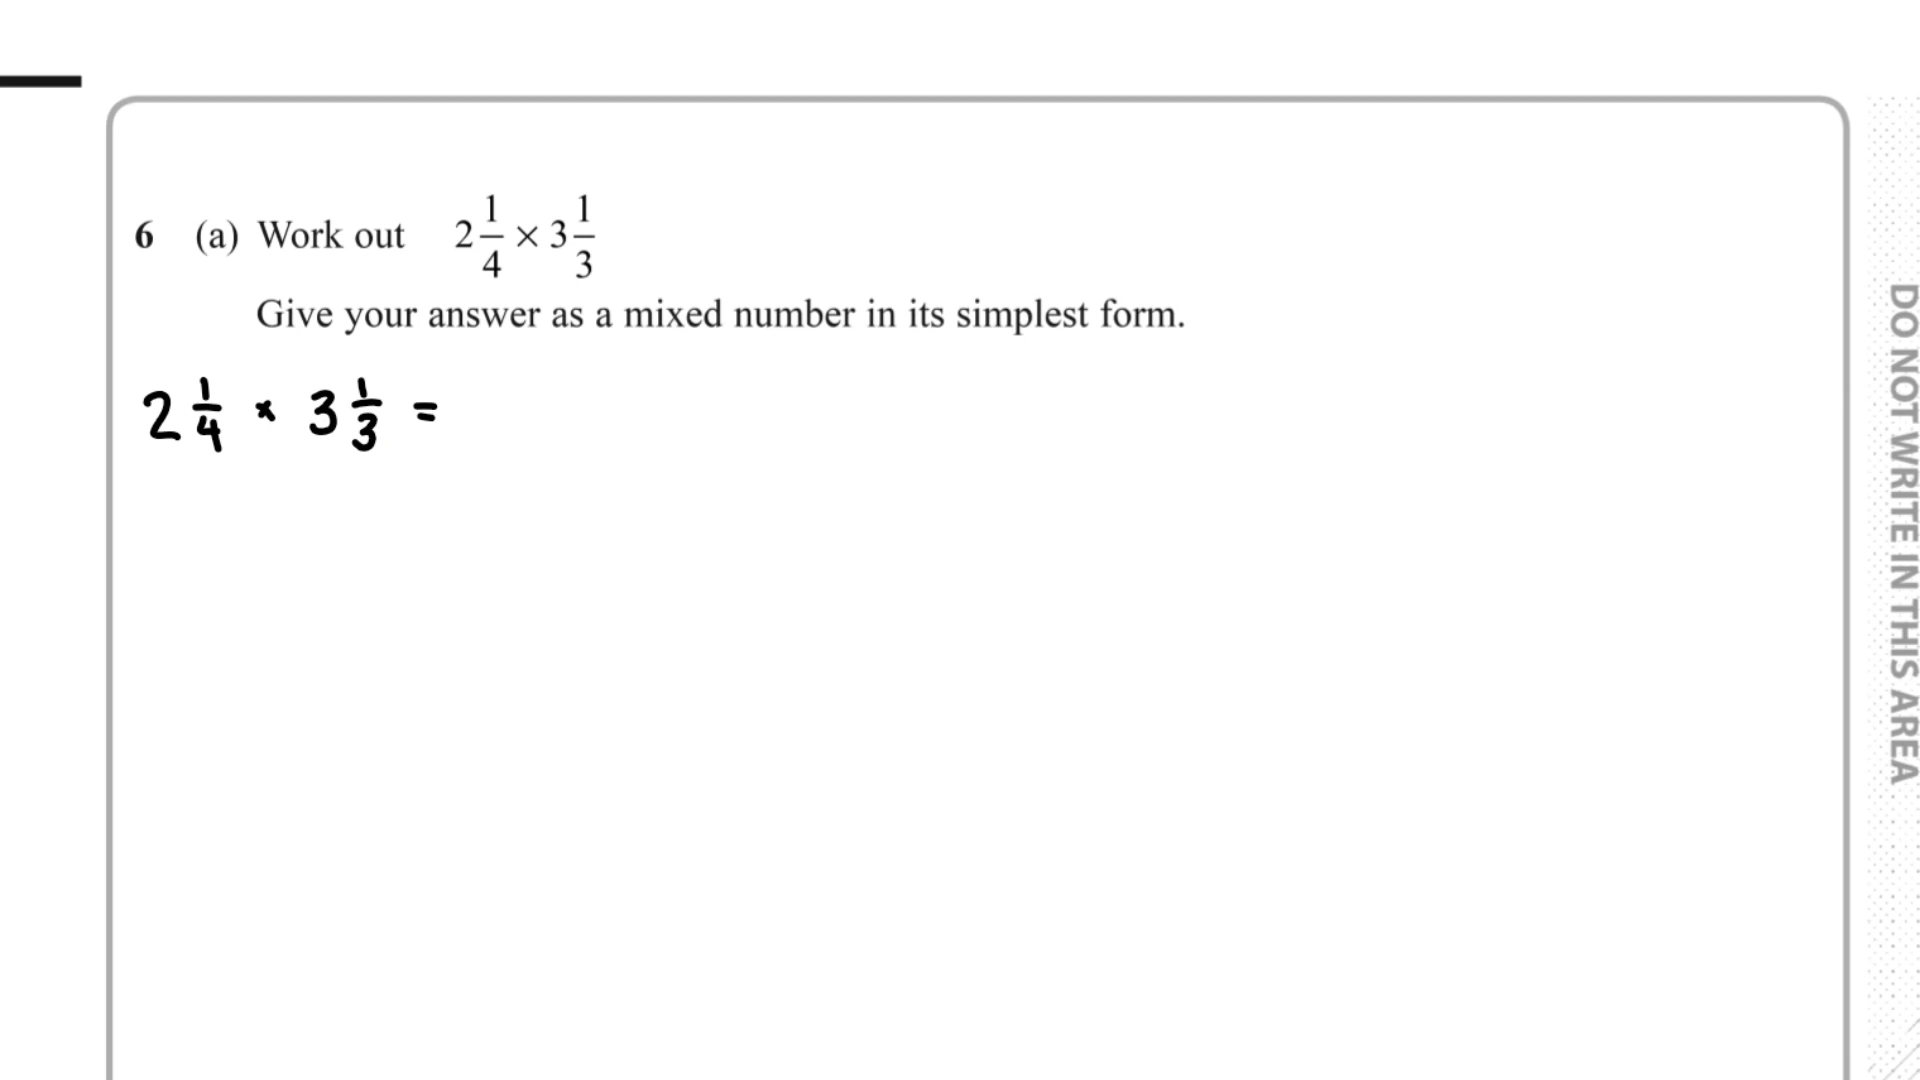 6 (a) Work out 2 1/4 × 3 1/3
Give your answer as a mixed number in its simplest form.
2 1/4 × 3 1/3 =
DO NOT WRITE IN THIS AREA